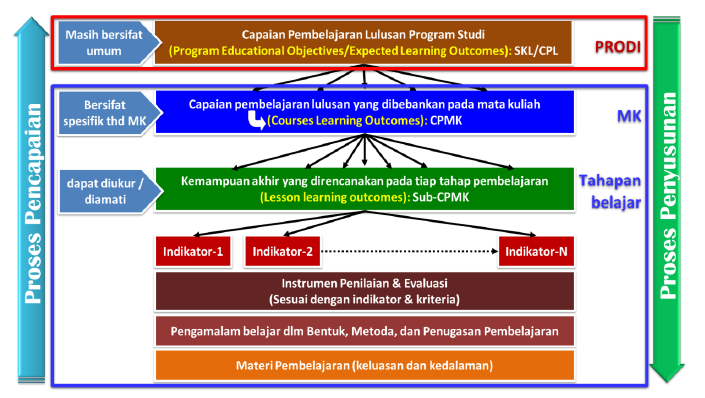 Proses Pencapaian
Masih bersifat
umum
Capaian Pembelajaran Lulusan Program Studi
(Program Educational Objectives/Expected Learning Outcomes): SKL/CPL
PRODI
Bersifat
spesifik thd MK
Capaian pembelajaran lulusan yang dibebankan pada mata kuliah
(Courses Learning Outcomes): CPMK
MK
dapat diukur /
diamati
Kemampuan akhir yang direncanakan pada tiap tahap pembelajaran
(Lesson learning outcomes): Sub-CPMK
Tahapan
belajar
Indikator-1
Indikator-2
Indikator-N
Instrumen Penilaian & Evaluasi
(Sesuai dengan indikator & kriteria)
Pengamalam belajar dlm Bentuk, Metoda, dan Penugasan Pembelajaran
Materi Pembelajaran (keluasan dan kedalaman)
Proses Penyusunan